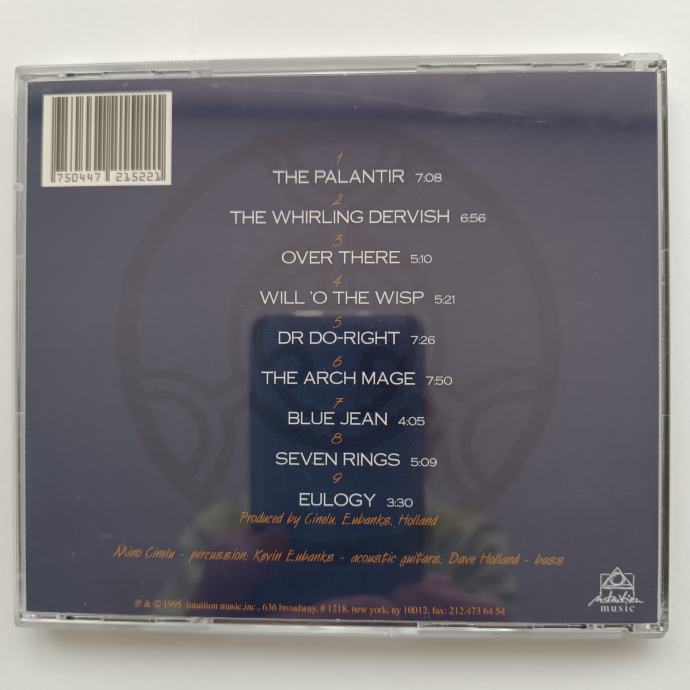 750447 215221
1
THE PALANTIR 7:08
2
THE WHIRLING DERVISH 6:56
3
OVER THERE 5:10
4
WILL 'O THE WISP 5:21
5
DR DO-RIGHT 7:26
6
THE ARCH MAGE 7:50
7
BLUE JEAN 4:05
8
SEVEN RINGS 5:09
9
EULOGY 3:30
Produced by Cinelu, Eubanks, Holland
Mino Cinelu - percussion; Kevin Eubanks - acoustic guitars; Dave Holland - bass
intuition
music
℗ & © 1995 intuition music.inc., 636 broadway, # 1218, new york, ny 10012, fax: 212.473 64 54